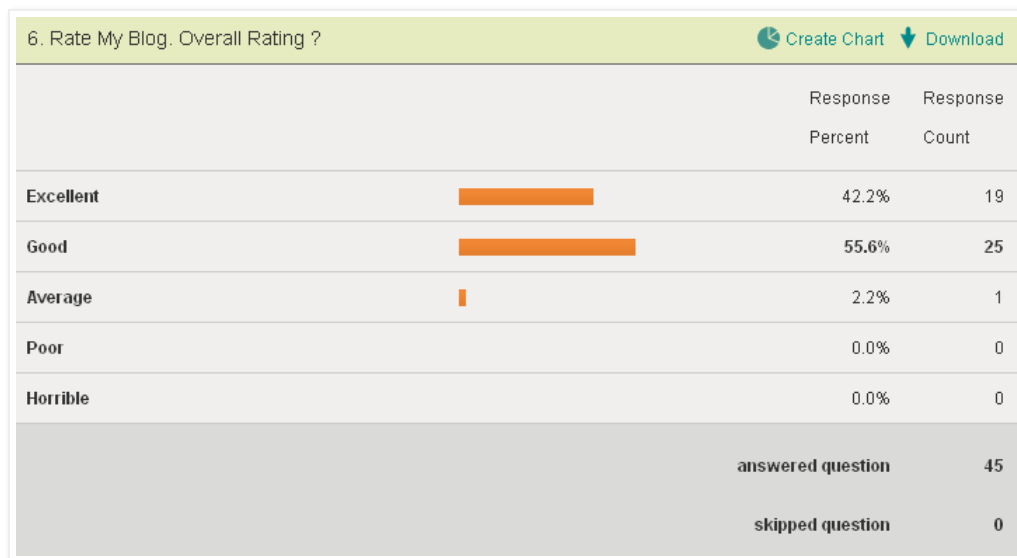 6. Rate My Blog. Overall Rating ? Create Chart Download
Response Response
Percent Count
Excellent 42.2% 19
Good 55.6% 25
Average 2.2% 1
Poor 0.0% 0
Horrible 0.0% 0
answered question 45
skipped question 0